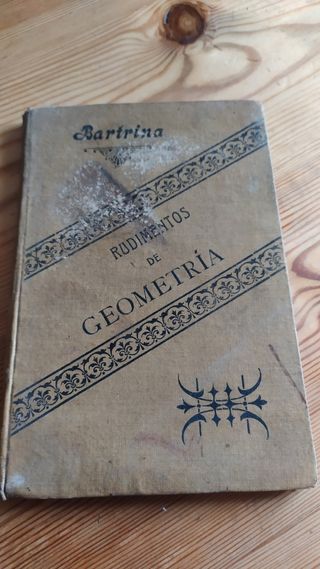 Bartrina
RUDIMENTOS
DE
GEOMETRÍA